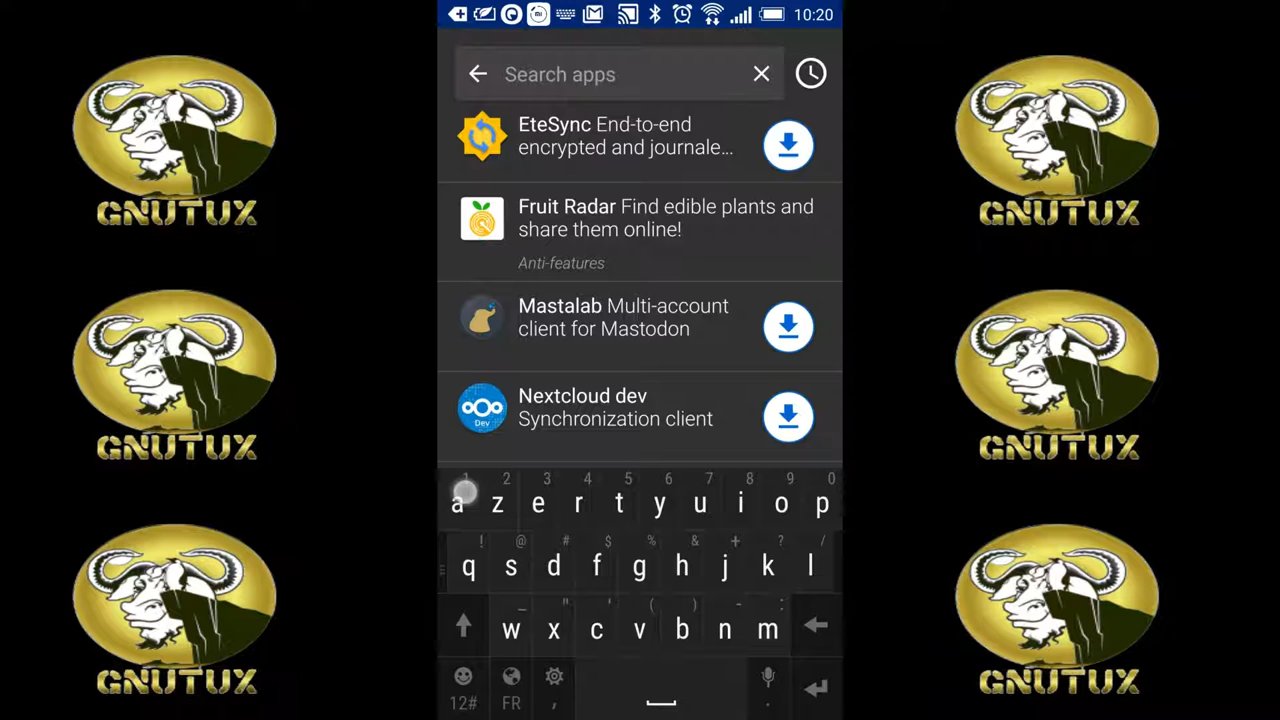 10:20
Search apps
EteSync End-to-end
encrypted and journale...
Fruit Radar Find edible plants and
share them online!
Anti-features
Mastalab Multi-account
client for Mastodon
Nextcloud dev
Synchronization client
Dev
1 2 3 4 5 6 7 8 9 0
a z e r t y u i o p
! @ # $ % & + ? /
q s d f g h j k l
_ " ' ( ) - :
w x c v b n m
12# FR , .
GNUTUX
GNUTUX
GNUTUX
GNUTUX
GNUTUX
GNUTUX